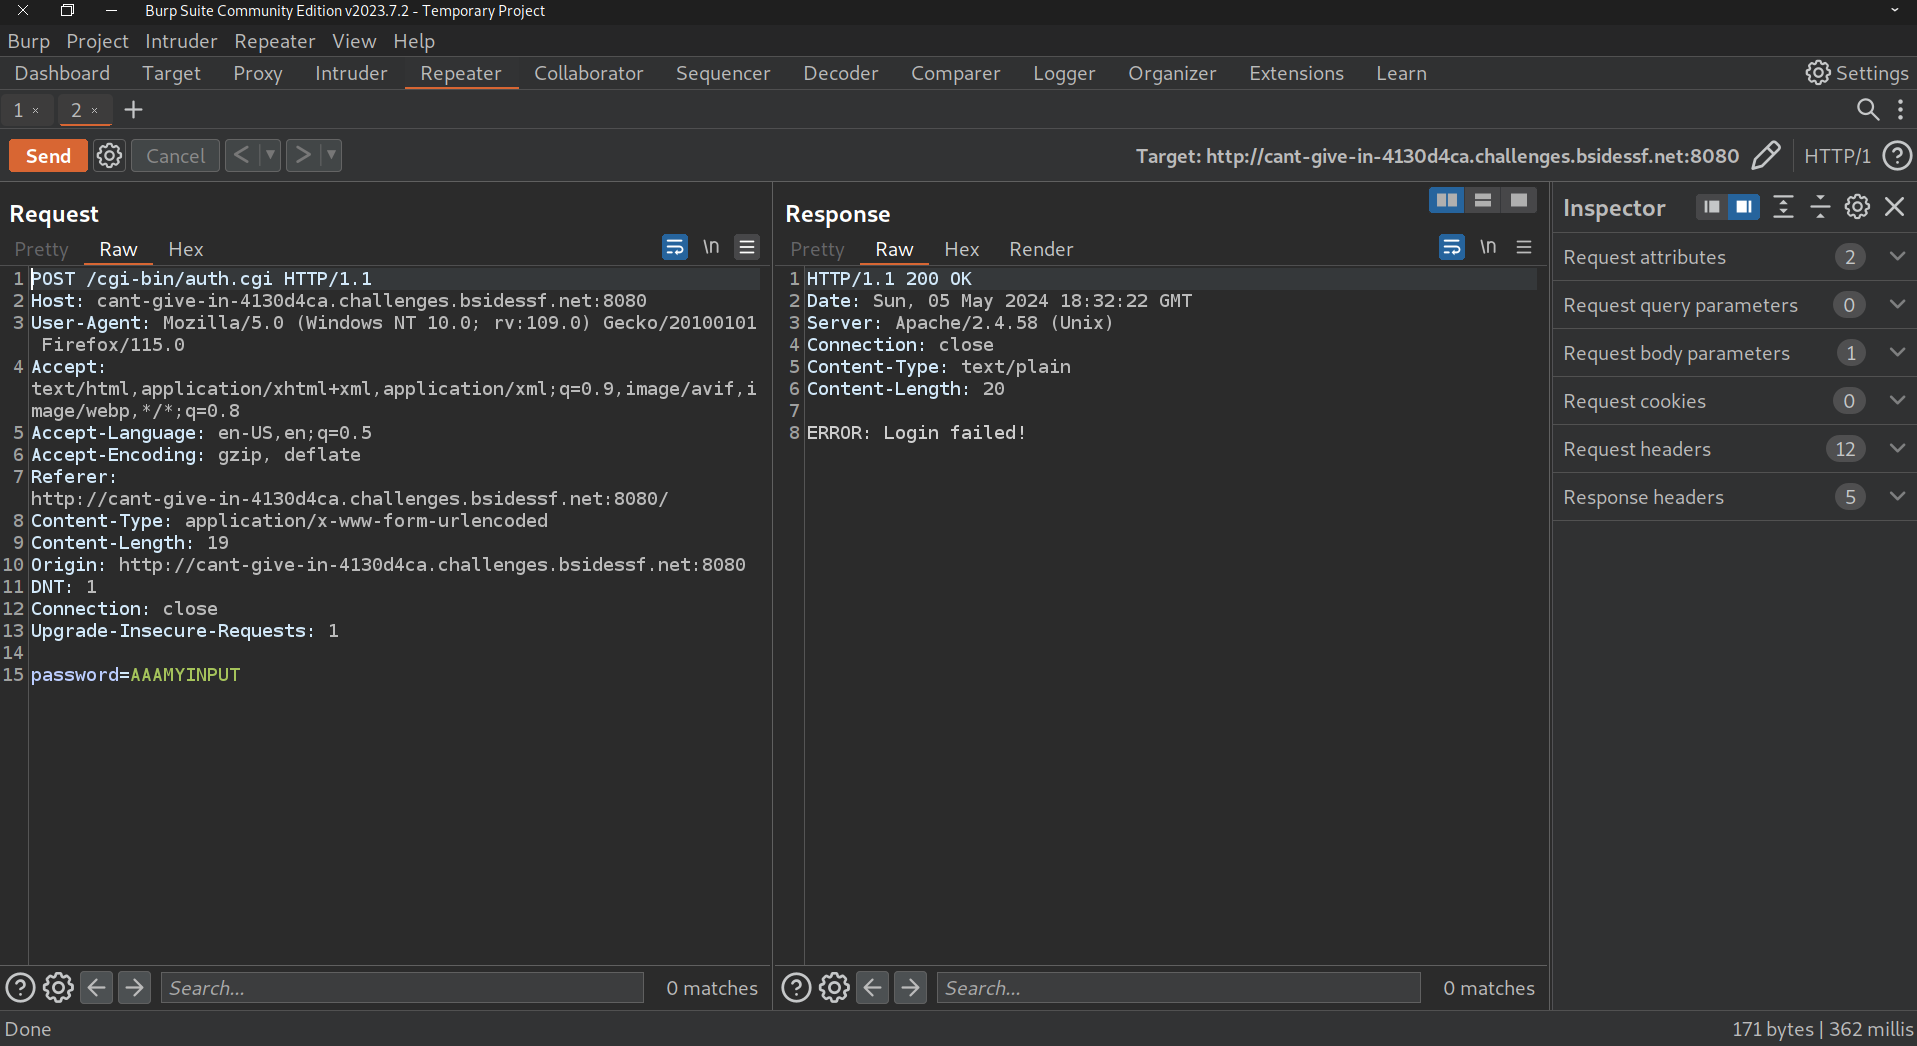 Burp Suite Community Edition v2023.7.2 - Temporary Project
Burp Project Intruder Repeater View Help
Dashboard Target Proxy Intruder Repeater Collaborator Sequencer Decoder Comparer Logger Organizer Extensions Learn Settings
1 × 2 × +
Send Cancel < > Target: http://cant-give-in-4130d4ca.challenges.bsidessf.net:8080 HTTP/1 ?
Request
Pretty Raw Hex \n
1 POST /cgi-bin/auth.cgi HTTP/1.1
2 Host: cant-give-in-4130d4ca.challenges.bsidessf.net:8080
3 User-Agent: Mozilla/5.0 (Windows NT 10.0; rv:109.0) Gecko/20100101
Firefox/115.0
4 Accept:
text/html,application/xhtml+xml,application/xml;q=0.9,image/avif,i
mage/webp,*/*;q=0.8
5 Accept-Language: en-US,en;q=0.5
6 Accept-Encoding: gzip, deflate
7 Referer:
http://cant-give-in-4130d4ca.challenges.bsidessf.net:8080/
8 Content-Type: application/x-www-form-urlencoded
9 Content-Length: 19
10 Origin: http://cant-give-in-4130d4ca.challenges.bsidessf.net:8080
11 DNT: 1
12 Connection: close
13 Upgrade-Insecure-Requests: 1
14
15 password=AAAMYINPUT
? Search... 0 matches
Response
Pretty Raw Hex Render \n
1 HTTP/1.1 200 OK
2 Date: Sun, 05 May 2024 18:32:22 GMT
3 Server: Apache/2.4.58 (Unix)
4 Connection: close
5 Content-Type: text/plain
6 Content-Length: 20
7
8 ERROR: Login failed!
? Search... 0 matches
Inspector
Request attributes 2
Request query parameters 0
Request body parameters 1
Request cookies 0
Request headers 12
Response headers 5
Done
171 bytes | 362 millis